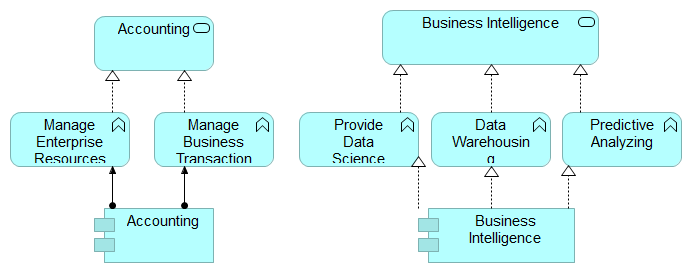 Accounting
Business Intelligence
Manage
Enterprise
Resources
Manage
Business
Transaction
Provide
Data
Science
Data
Warehousin
g
Predictive
Analyzing
Accounting
Business
Intelligence